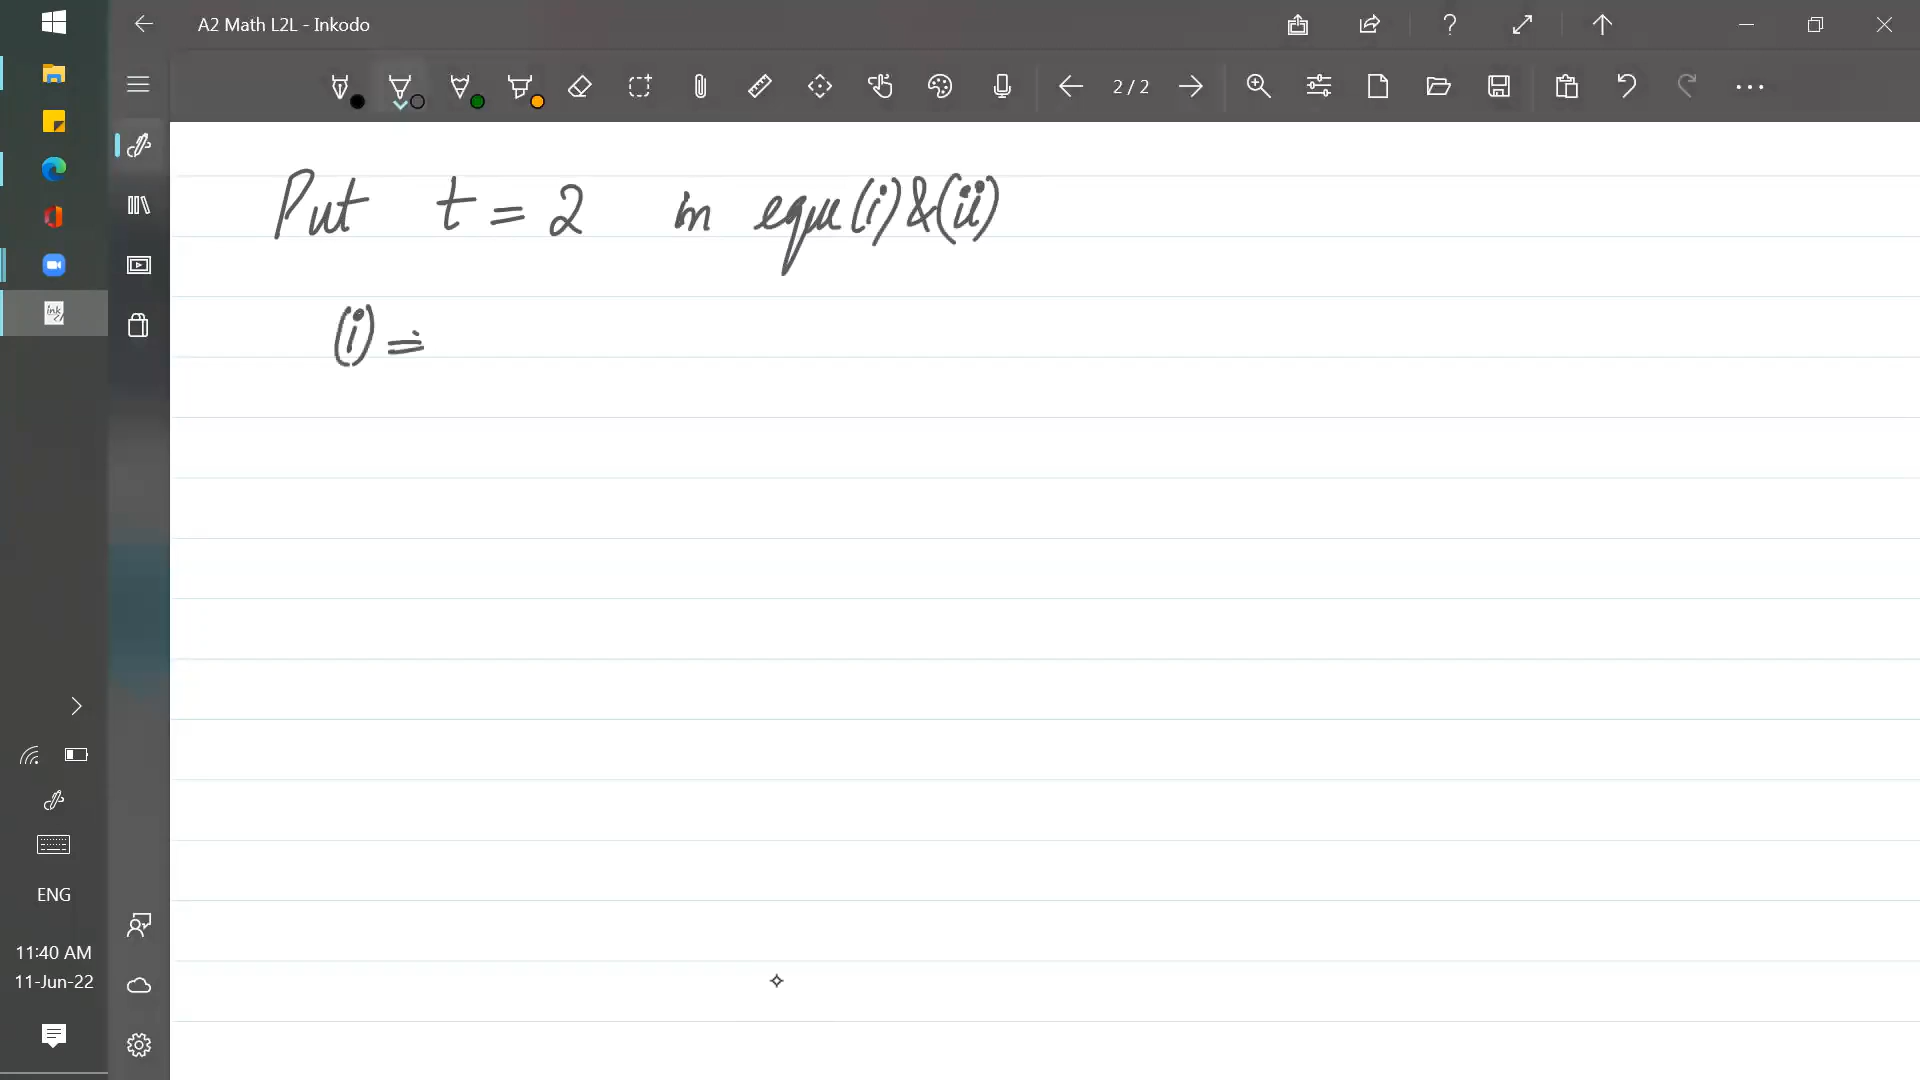 A2 Math L2L - Inkodo
2 / 2
Put t = 2 in equ (i) & (ii)
(i) =
ENG
11:40 AM
11-Jun-22